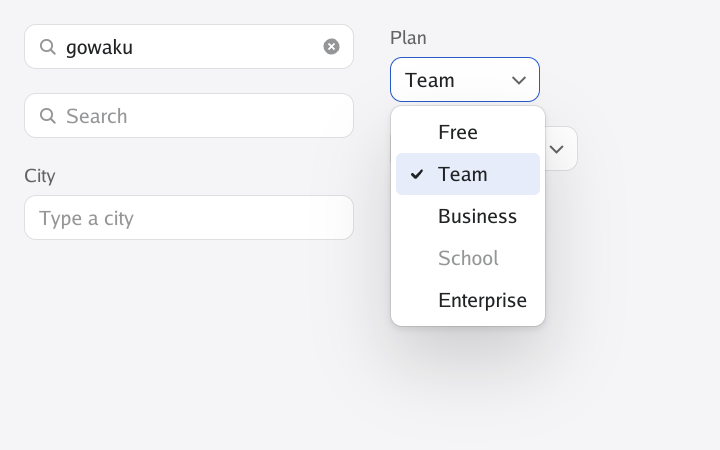 gowaku
Search
City
Type a city
Plan
Team
Free
Team
Business
School
Enterprise